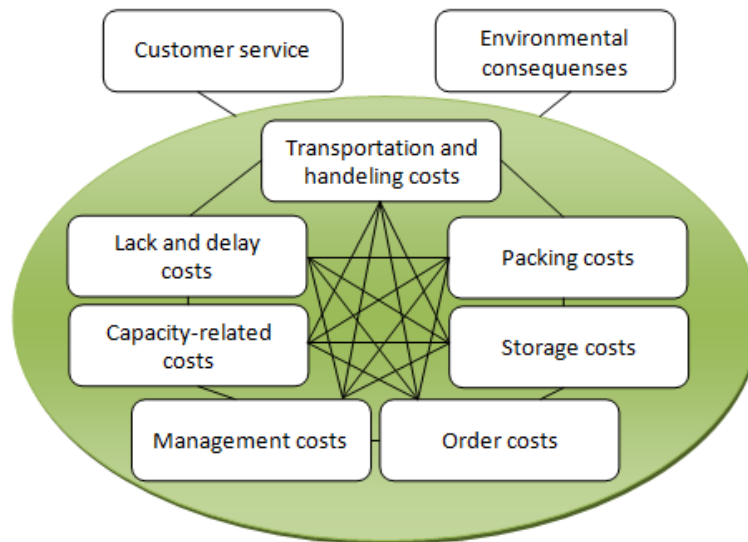 Customer service
Environmental
consequenses
Transportation and
handeling costs
Lack and delay
costs
Packing costs
Capacity-related
costs
Storage costs
Management costs
Order costs